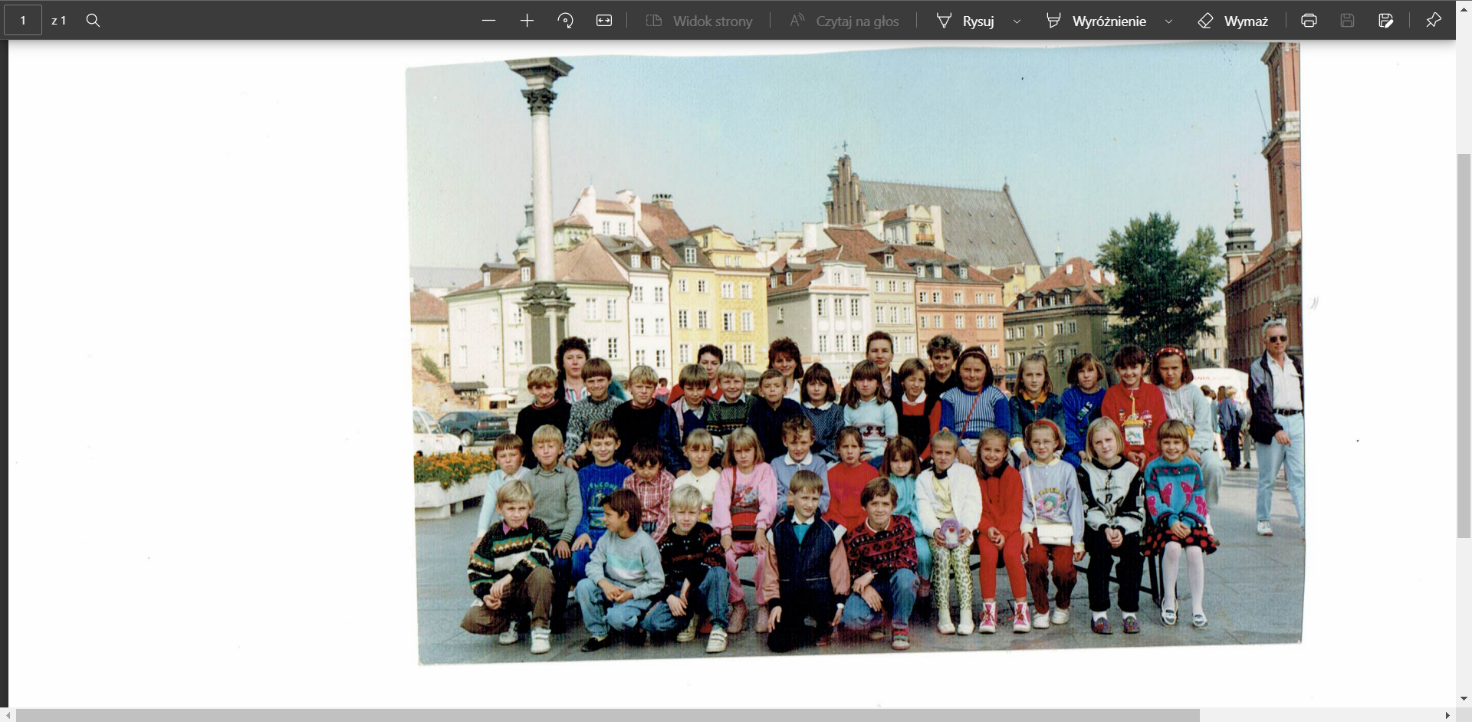 1 z 1 Widok strony Czytaj na głos Rysuj Wyróżnienie Wymaż